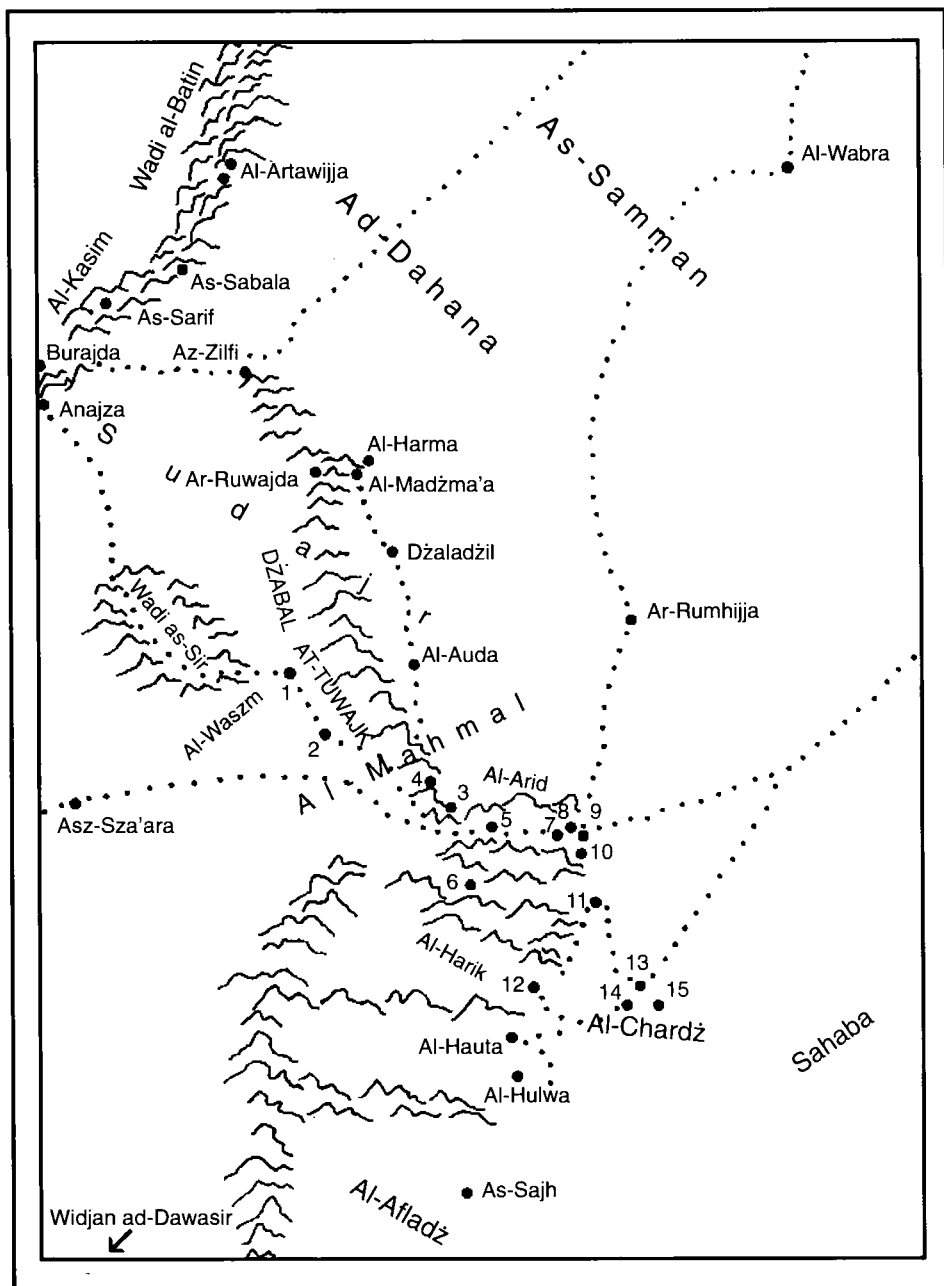 Wadi al-Batin
Al-Artawijja
Al-Wabra
As-Samman
Ad-Dahana
Al-Kasim
As-Sabala
As-Sarif
Burajda
Az-Zilfi
Anajza
Sudair
Al-Harma
Ar-Ruwajda
Al-Madżma'a
Dżaladżil
DŻABAL AT-TUWAJK
Wadi as-Sir
Ar-Rumhijja
Al-Auda
1
Al-Waszm
2
Al Mahmal
4
3
Al-Arid
Asz-Sza'ara
5
7
8
9
10
6
11
Al-Harik
12
13
14
15
Al-Chardż
Sahaba
Al-Hauta
Al-Hulwa
As-Sajh
Al-Afladż
Widjan ad-Dawasir